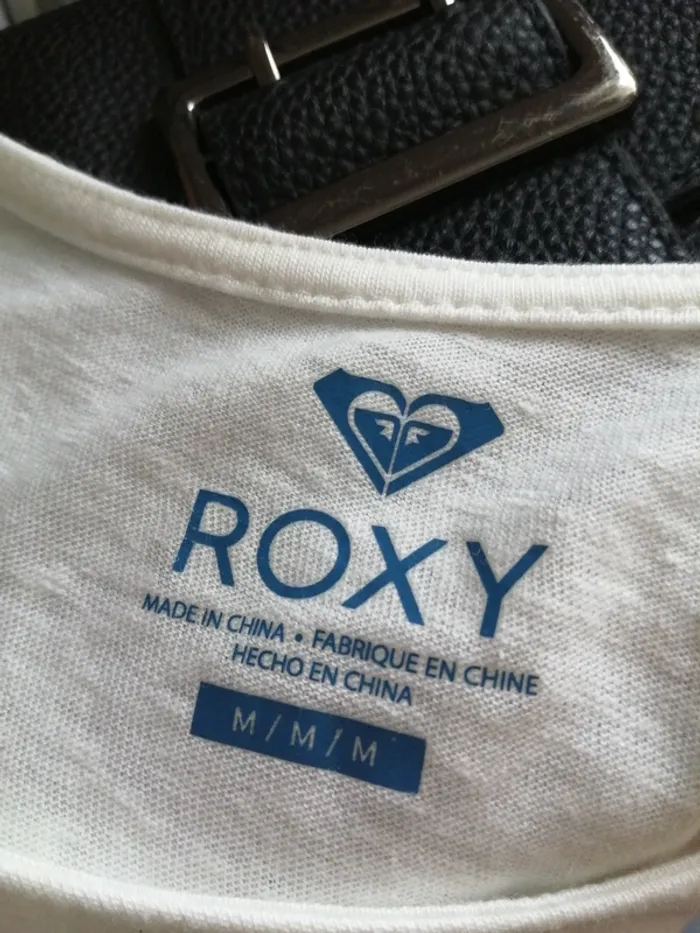 ROXY
MADE IN CHINA • FABRIQUE EN CHINE
HECHO EN CHINA
M / M / M